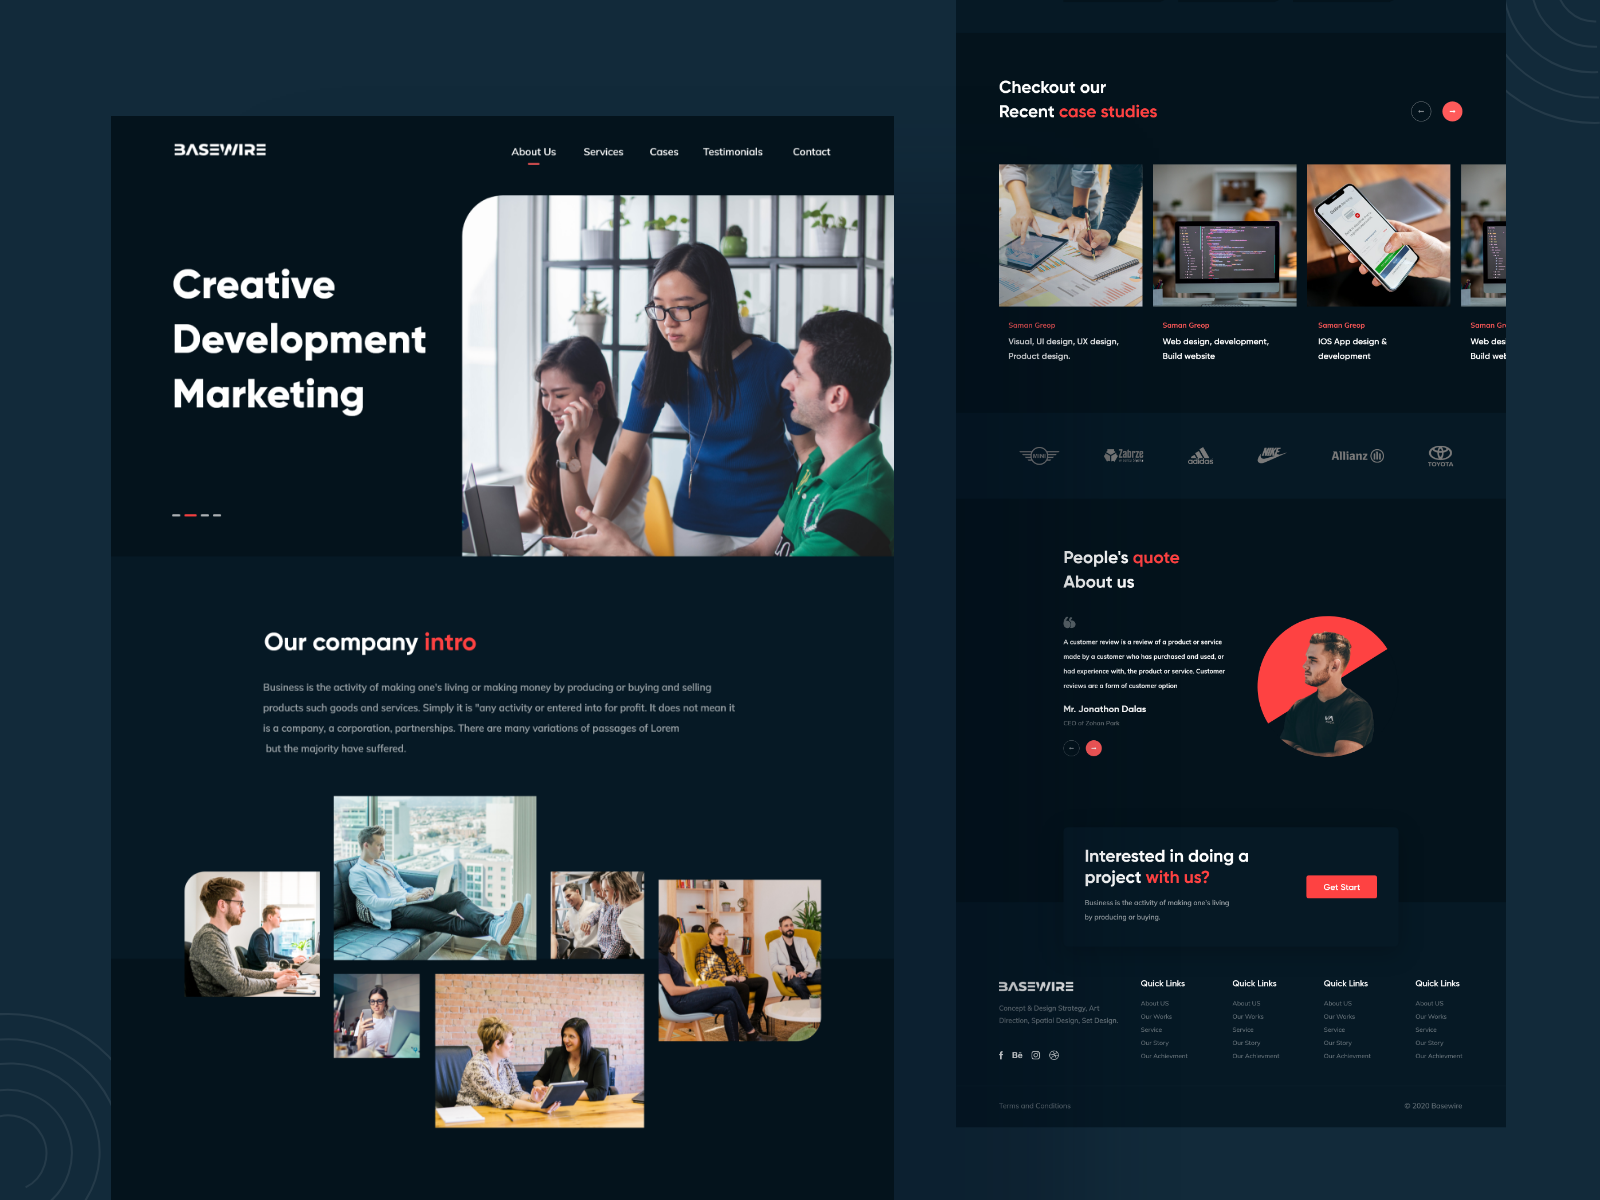 BASEWIRE
About Us Services Cases Testimonials Contact
Creative
Development
Marketing
Our company intro
Business is the activity of making one's living or making money by producing or buying and selling
products such goods and services. Simply it is "any activity or entered into for profit. It does not mean it
is a company, a corporation, partnerships. There are many variations of passages of Lorem
but the majority have suffered.
Checkout our
Recent case studies
Saman Greop
Visual, UI design, UX design,
Product design.
Saman Greop
Web design, development,
Build website
Saman Greop
IOS App design &
development
Saman Gr
Web des
Build web
MINI
Zabrze
adidas
NIKE
Allianz
TOYOTA
People's quote
About us
A customer review is a review of a product or service
made by a customer who has purchased and used, or
had experience with, the product or service. Customer
reviews are a form of customer option
Mr. Jonathon Dalas
CEO of Zohan Park
Interested in doing a
project with us?
Business is the activity of making one's living
by producing or buying.
Get Start
BASEWIRE
Concept & Design Strategy, Art
Direction, Spatial Design, Set Design.
Bē
Quick Links
About US
Our Works
Service
Our Story
Our Achievment
Quick Links
About US
Our Works
Service
Our Story
Our Achievment
Quick Links
About US
Our Works
Service
Our Story
Our Achievment
Quick Links
About US
Our Works
Service
Our Story
Our Achievment
Terms and Conditions
© 2020 Basewire